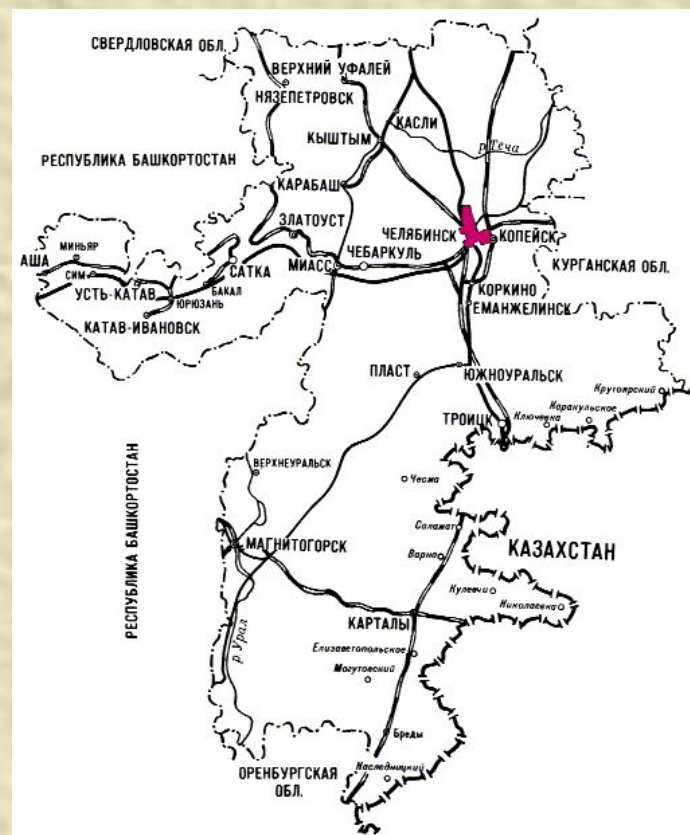 СВЕРДЛОВСКАЯ ОБЛ.
ВЕРХНИЙ УФАЛЕЙ
НЯЗЕПЕТРОВСК
КАСЛИ
КЫШТЫМ
р. Теча
РЕСПУБЛИКА БАШКОРТОСТАН
КАРАБАШ
ЗЛАТОУСТ
ЧЕЛЯБИНСК
КОПЕЙСК
МИНЬЯР
АША
САТКА
МИАСС
ЧЕБАРКУЛЬ
КУРГАНСКАЯ ОБЛ.
СИМ
УСТЬ-КАТАВ
БАКАЛ
ЮРЮЗАНЬ
КОРКИНО
ЕМАНЖЕЛИНСК
КАТАВ-ИВАНОВСК
ПЛАСТ
ЮЖНОУРАЛЬСК
Крутоярский
ТРОИЦК
Ключевка
Каракульское
РЕСПУБЛИКА БАШКОРТОСТАН
ВЕРХНЕУРАЛЬСК
Чесма
Саламат
МАГНИТОГОРСК
КАЗАХСТАН
Варна
Кулевчи
Николаевка
КАРТАЛЫ
р. Урал
Елизаветопольское
Могутовский
Бреды
ОРЕНБУРГСКАЯ
ОБЛ.
Наследницкий